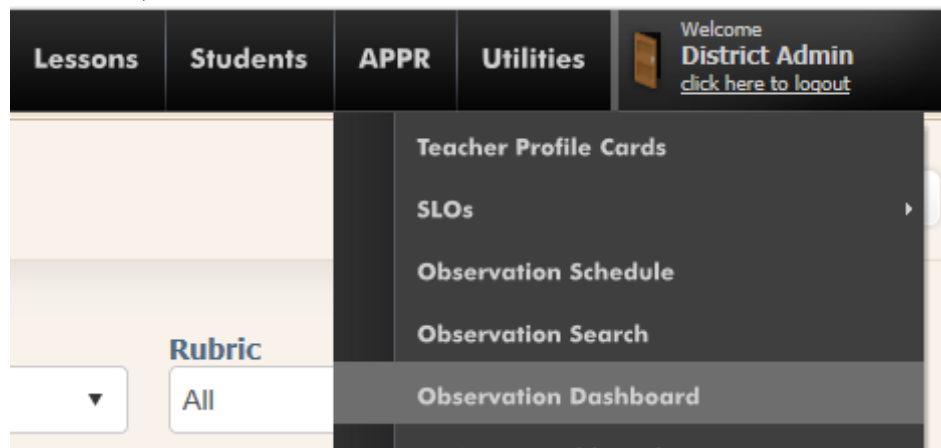 Lessons
Students
APPR
Utilities
Welcome
District Admin
click here to logout
Teacher Profile Cards
SLOs
Observation Schedule
Observation Search
Rubric
All
Observation Dashboard